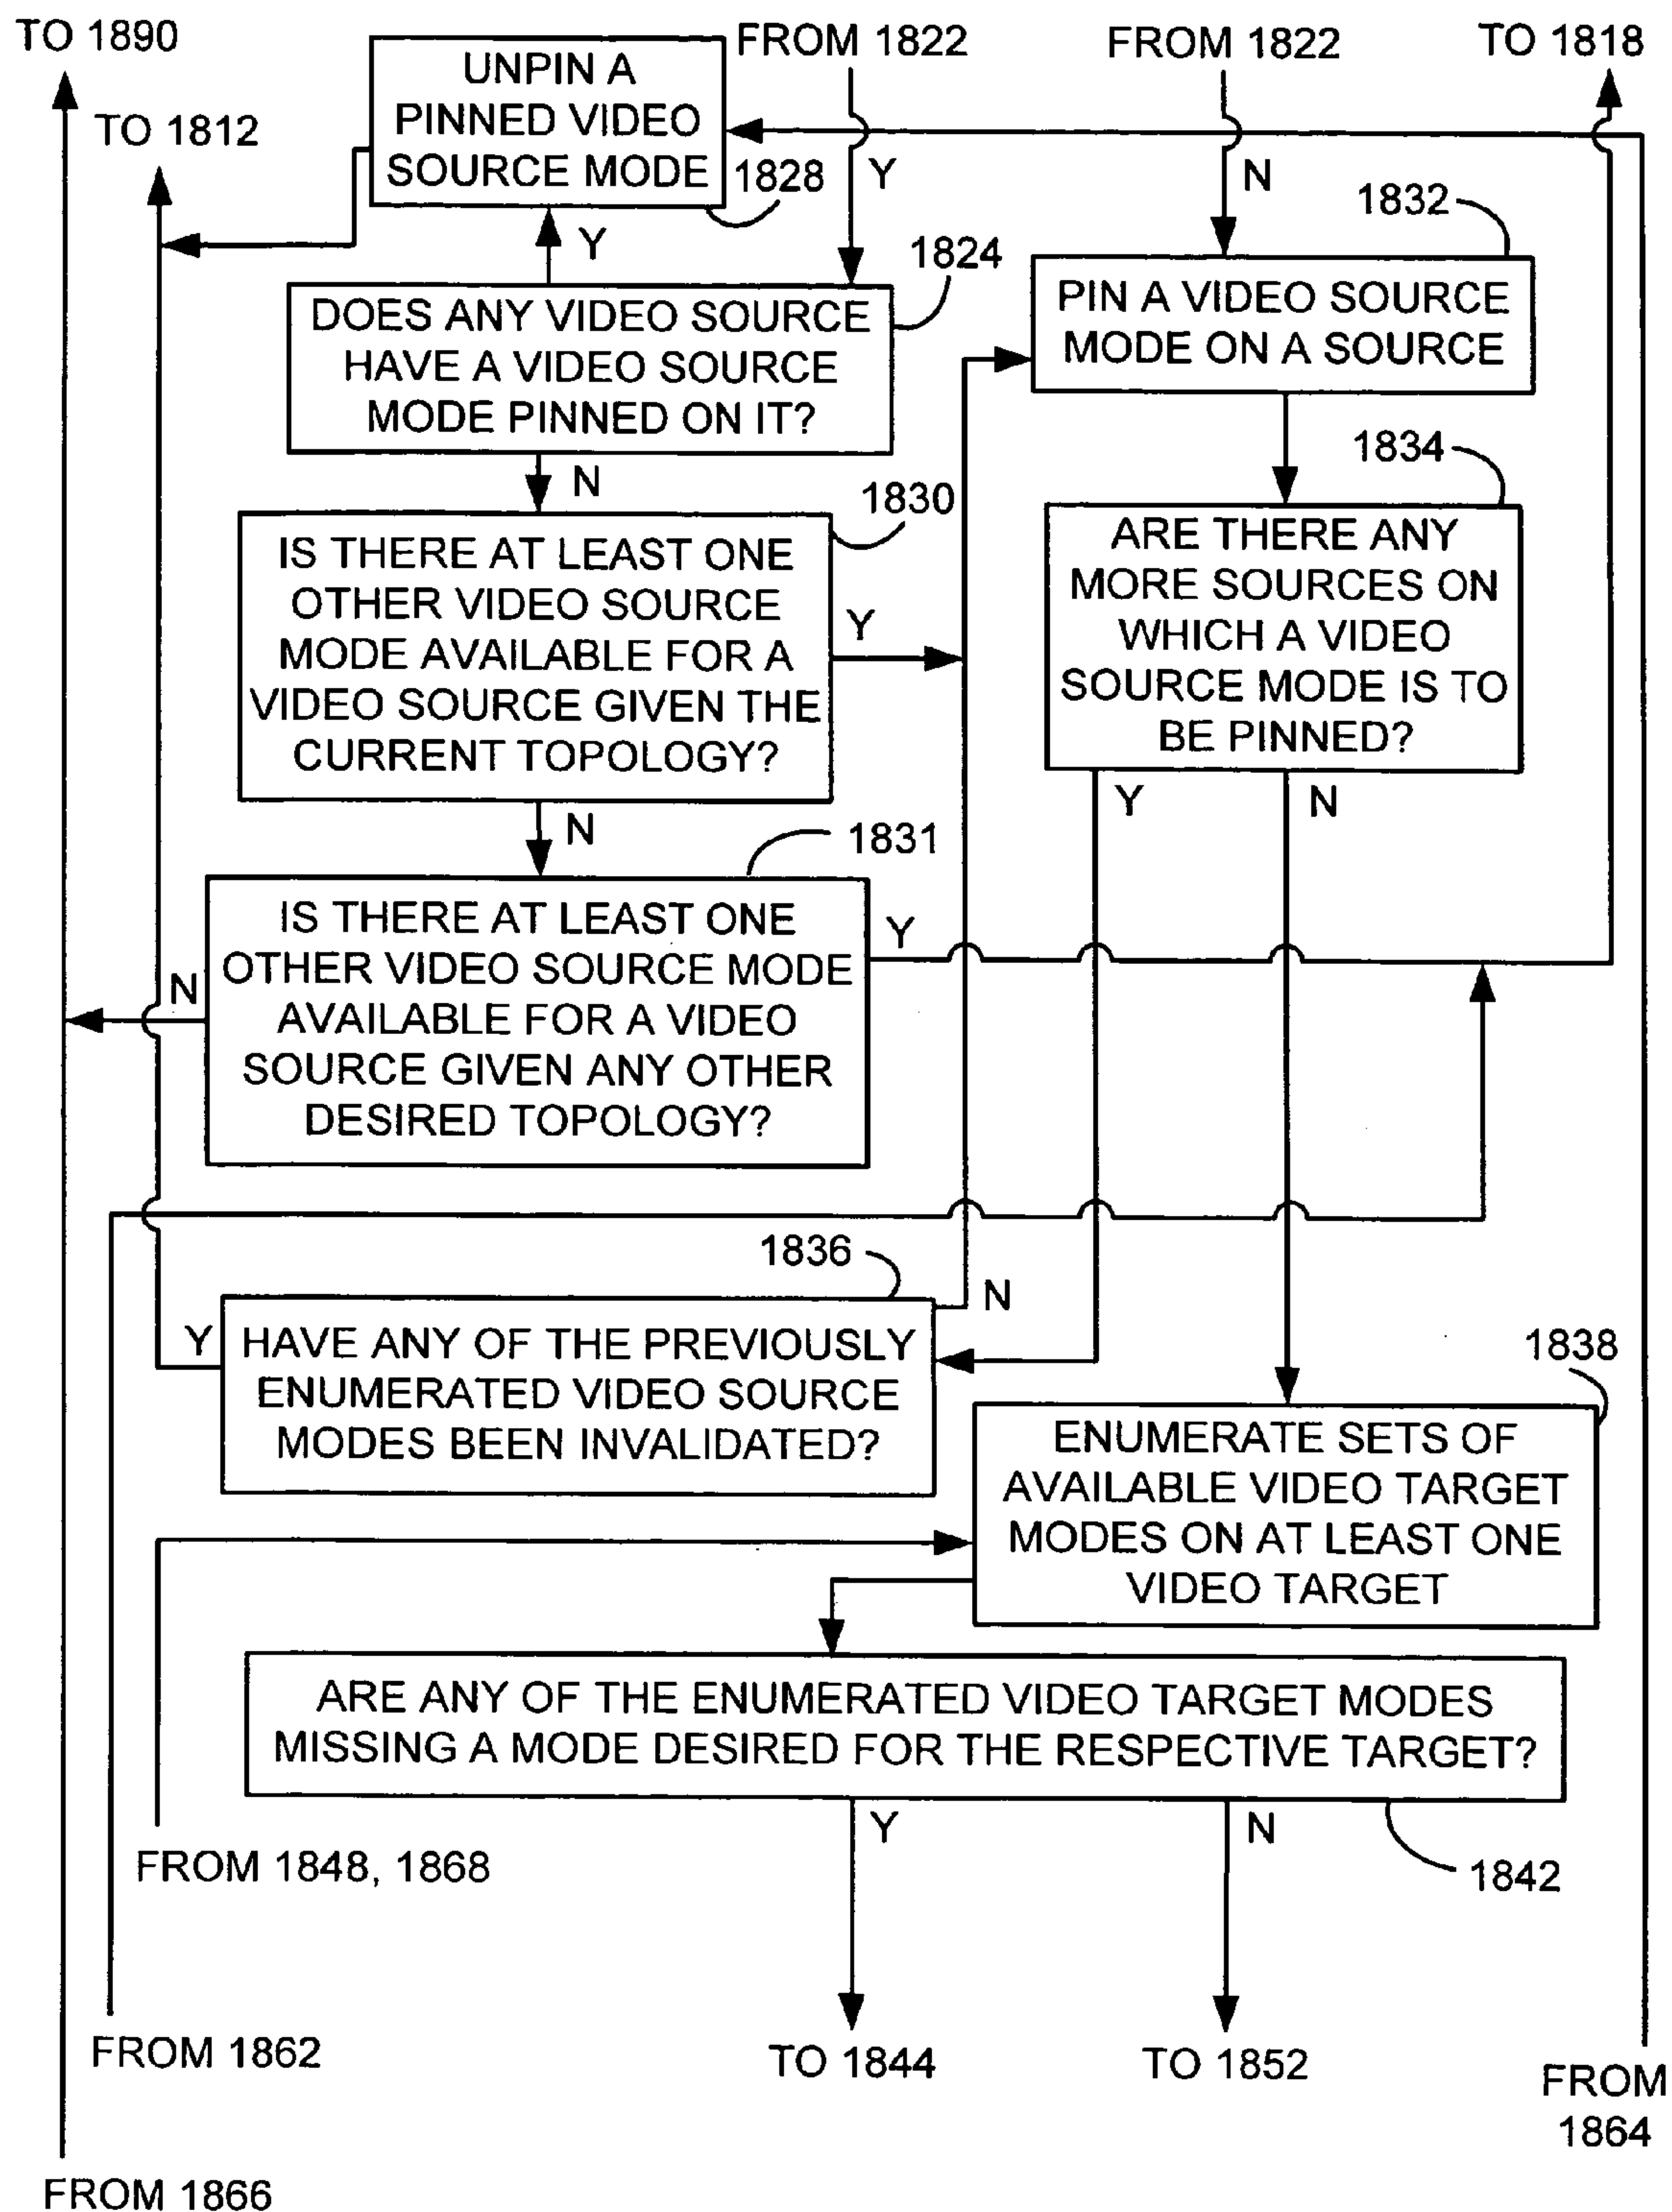 TO 1890
FROM 1822
FROM 1822
TO 1818
UNPIN A
PINNED VIDEO
SOURCE MODE
TO 1812
1828
Y
N
1832
Y
1824
DOES ANY VIDEO SOURCE
HAVE A VIDEO SOURCE
MODE PINNED ON IT?
PIN A VIDEO SOURCE
MODE ON A SOURCE
N
1830
1834
IS THERE AT LEAST ONE
OTHER VIDEO SOURCE
MODE AVAILABLE FOR A
VIDEO SOURCE GIVEN THE
CURRENT TOPOLOGY?
Y
ARE THERE ANY
MORE SOURCES ON
WHICH A VIDEO
SOURCE MODE IS TO
BE PINNED?
Y
N
N
1831
IS THERE AT LEAST ONE
OTHER VIDEO SOURCE MODE
AVAILABLE FOR A VIDEO
SOURCE GIVEN ANY OTHER
DESIRED TOPOLOGY?
Y
N
1836
N
Y
HAVE ANY OF THE PREVIOUSLY
ENUMERATED VIDEO SOURCE
MODES BEEN INVALIDATED?
1838
ENUMERATE SETS OF
AVAILABLE VIDEO TARGET
MODES ON AT LEAST ONE
VIDEO TARGET
ARE ANY OF THE ENUMERATED VIDEO TARGET MODES
MISSING A MODE DESIRED FOR THE RESPECTIVE TARGET?
Y
N
FROM 1848, 1868
1842
FROM 1862
TO 1844
TO 1852
FROM
1864
FROM 1866